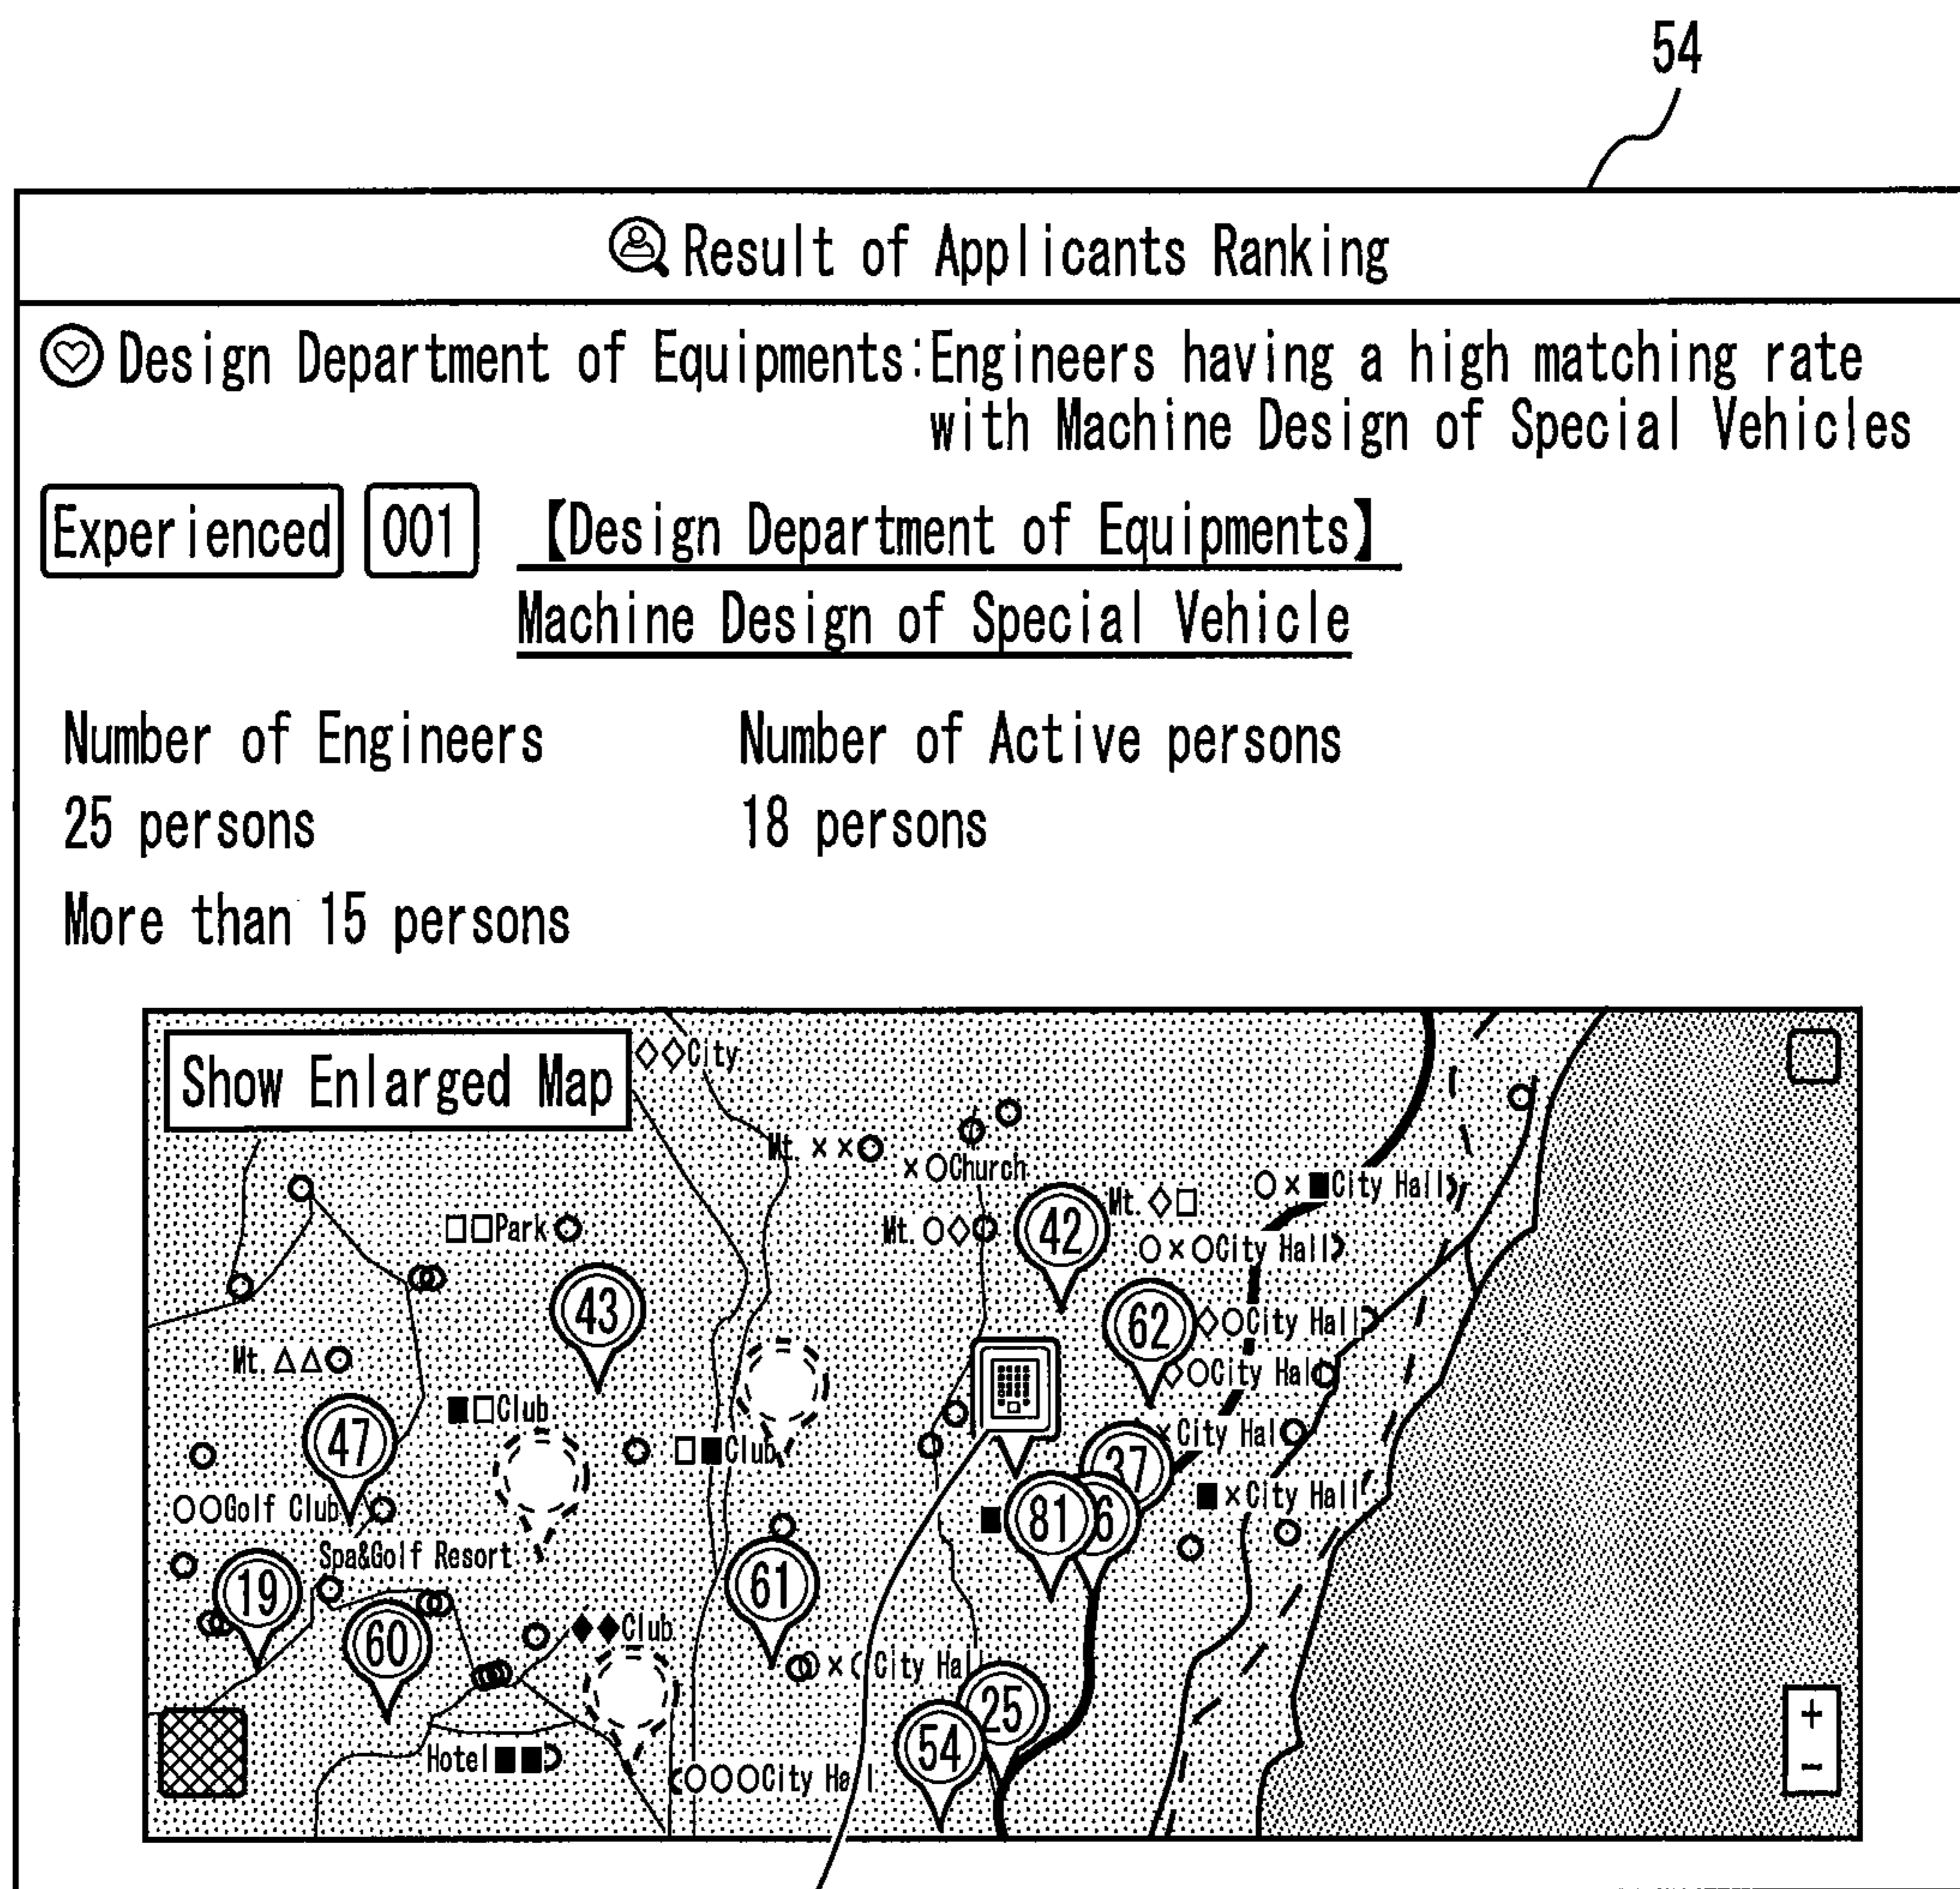 54
Result of Applicants Ranking
Design Department of Equipments:Engineers having a high matching rate
with Machine Design of Special Vehicles
Experienced 001 【Design Department of Equipments】
Machine Design of Special Vehicle
Number of Engineers Number of Active persons
25 persons 18 persons
More than 15 persons
Show Enlarged Map
◇◇City
Mt. ××
×○Church
Mt. ◇□
○×■City Hall
□□Park
Mt. ○◇
42
○×○City Hall
43
62
◇○City Hall
Mt. △△
◇○City Hall
■□Club
47
□■Club
×City Hal
37
○○Golf Club
■×City Hall
81
6
Spa&Golf Resort
19
61
60
◆◆Club
×
City Hall
25
54
Hotel■■
○○○City Hall
+
-